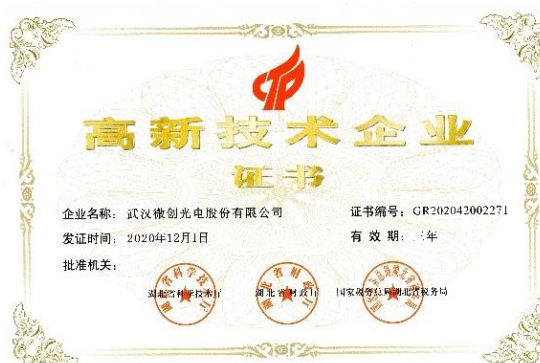 高新技术企业
证书
企业名称：武汉微创光电股份有限公司 证书编号：GR202042002271
发证时间：2020年12月1日 有效期：三年
批准机关：
湖北省科学技术厅 湖北省财政厅 国家税务总局湖北省税务局